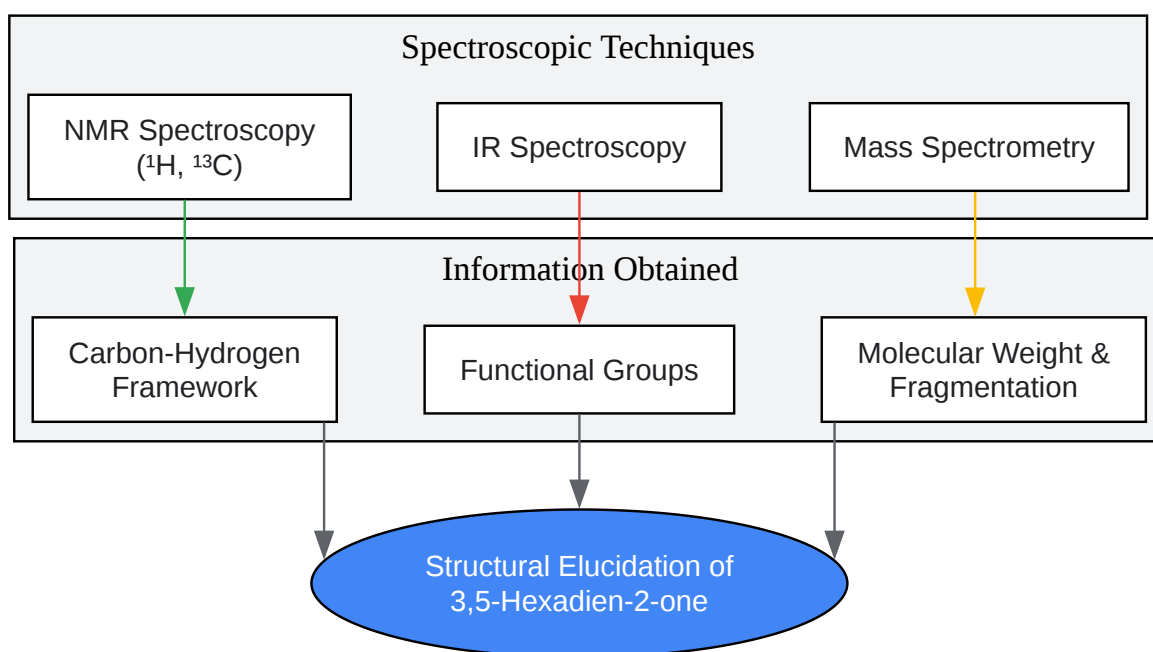 Spectroscopic Techniques
NMR Spectroscopy
(¹H, ¹³C)
IR Spectroscopy
Mass Spectrometry
Information Obtained
Carbon-Hydrogen
Framework
Functional Groups
Molecular Weight &
Fragmentation
Structural Elucidation of
3,5-Hexadien-2-one